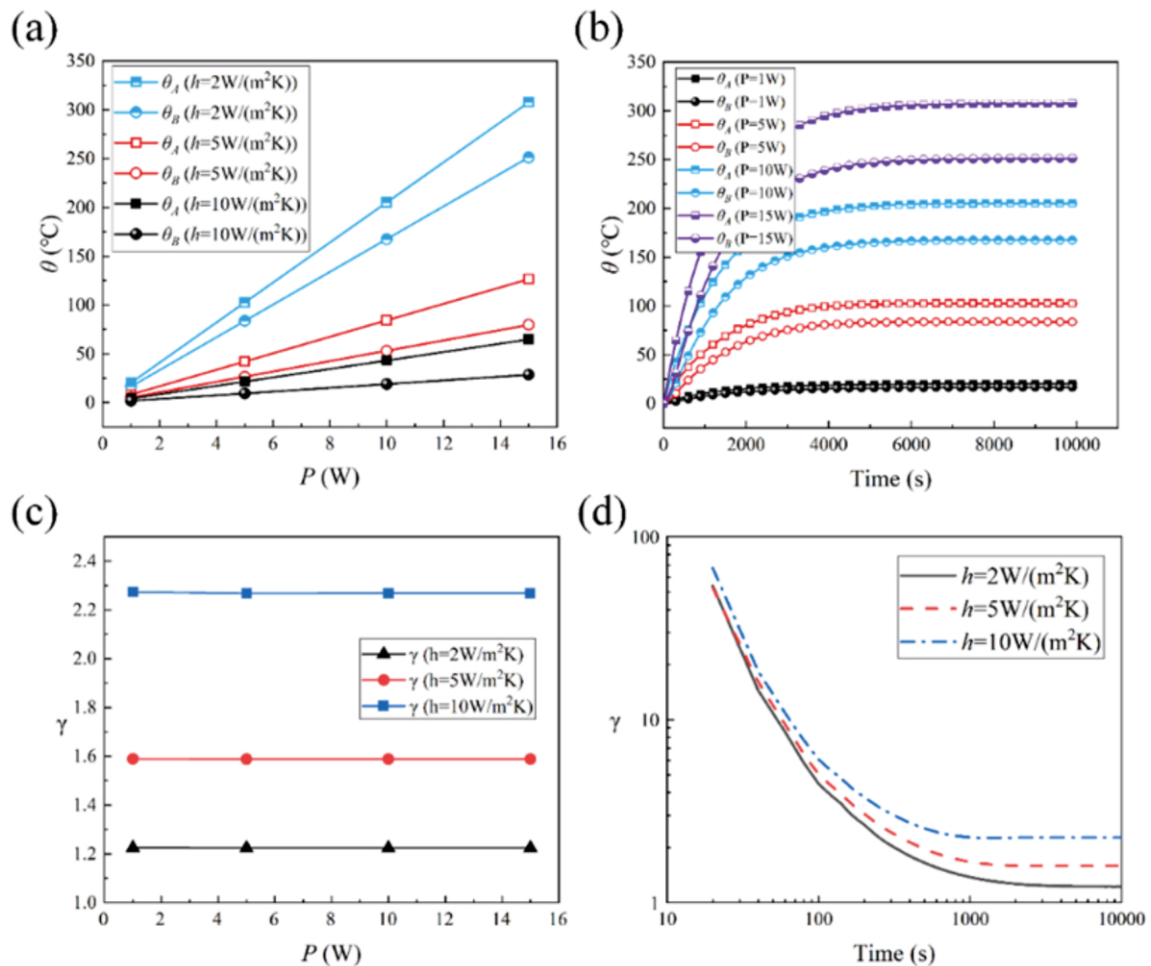 (a)
350
300
250
200
150
100
50
0
θ (°C)
θA (h=2W/(m²K))
θB (h=2W/(m²K))
θA (h=5W/(m²K))
θB (h=5W/(m²K))
θA (h=10W/(m²K))
θB (h=10W/(m²K))
0 2 4 6 8 10 12 14 16
P (W)
(b)
350
300
250
200
150
100
50
0
θ (°C)
θA (P=1W)
θB (P=1W)
θA (P=5W)
θB (P=5W)
θA (P=10W)
θB (P=10W)
θA (P=15W)
θB (P=15W)
0 2000 4000 6000 8000 10000
Time (s)
(c)
2.4
2.2
2.0
1.8
1.6
1.4
1.2
1.0
γ
γ (h=2W/m²K)
γ (h=5W/m²K)
γ (h=10W/m²K)
0 2 4 6 8 10 12 14 16
P (W)
(d)
100
10
1
γ
h=2W/(m²K)
h=5W/(m²K)
h=10W/(m²K)
10 100 1000 10000
Time (s)